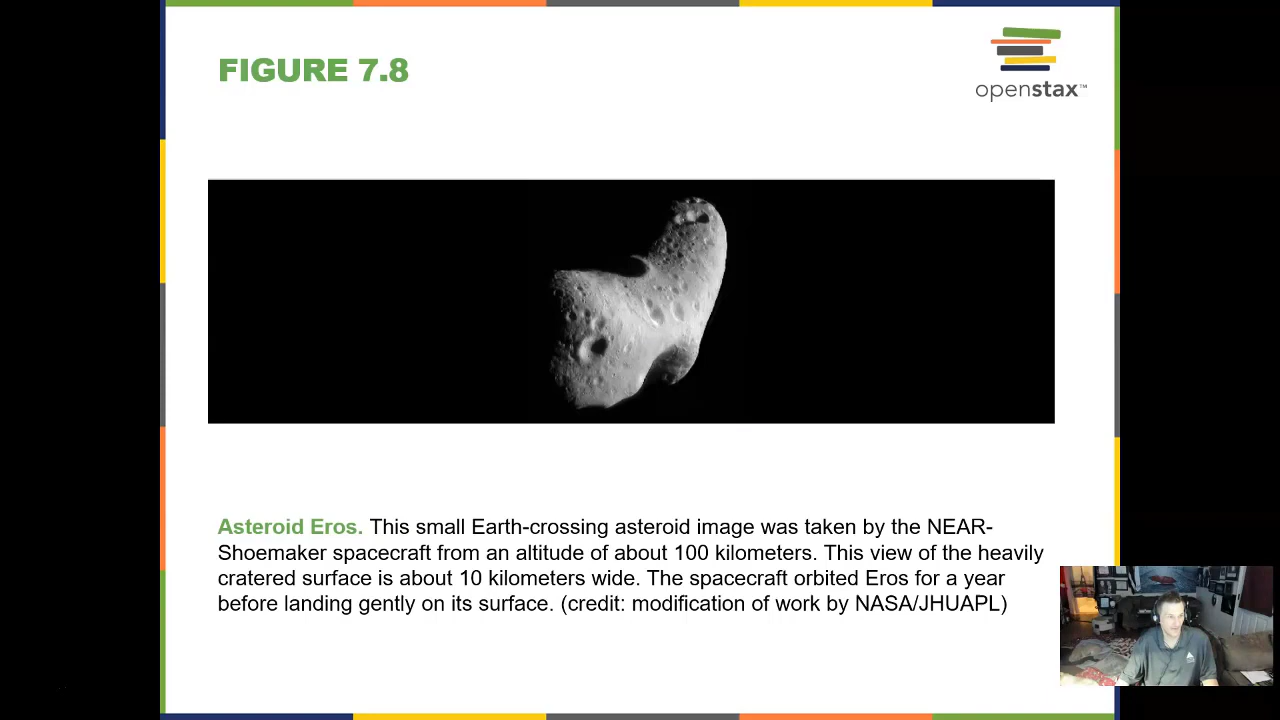 FIGURE 7.8
openstax™
Asteroid Eros. This small Earth-crossing asteroid image was taken by the NEAR-
Shoemaker spacecraft from an altitude of about 100 kilometers. This view of the heavily
cratered surface is about 10 kilometers wide. The spacecraft orbited Eros for a year
before landing gently on its surface. (credit: modification of work by NASA/JHUAPL)